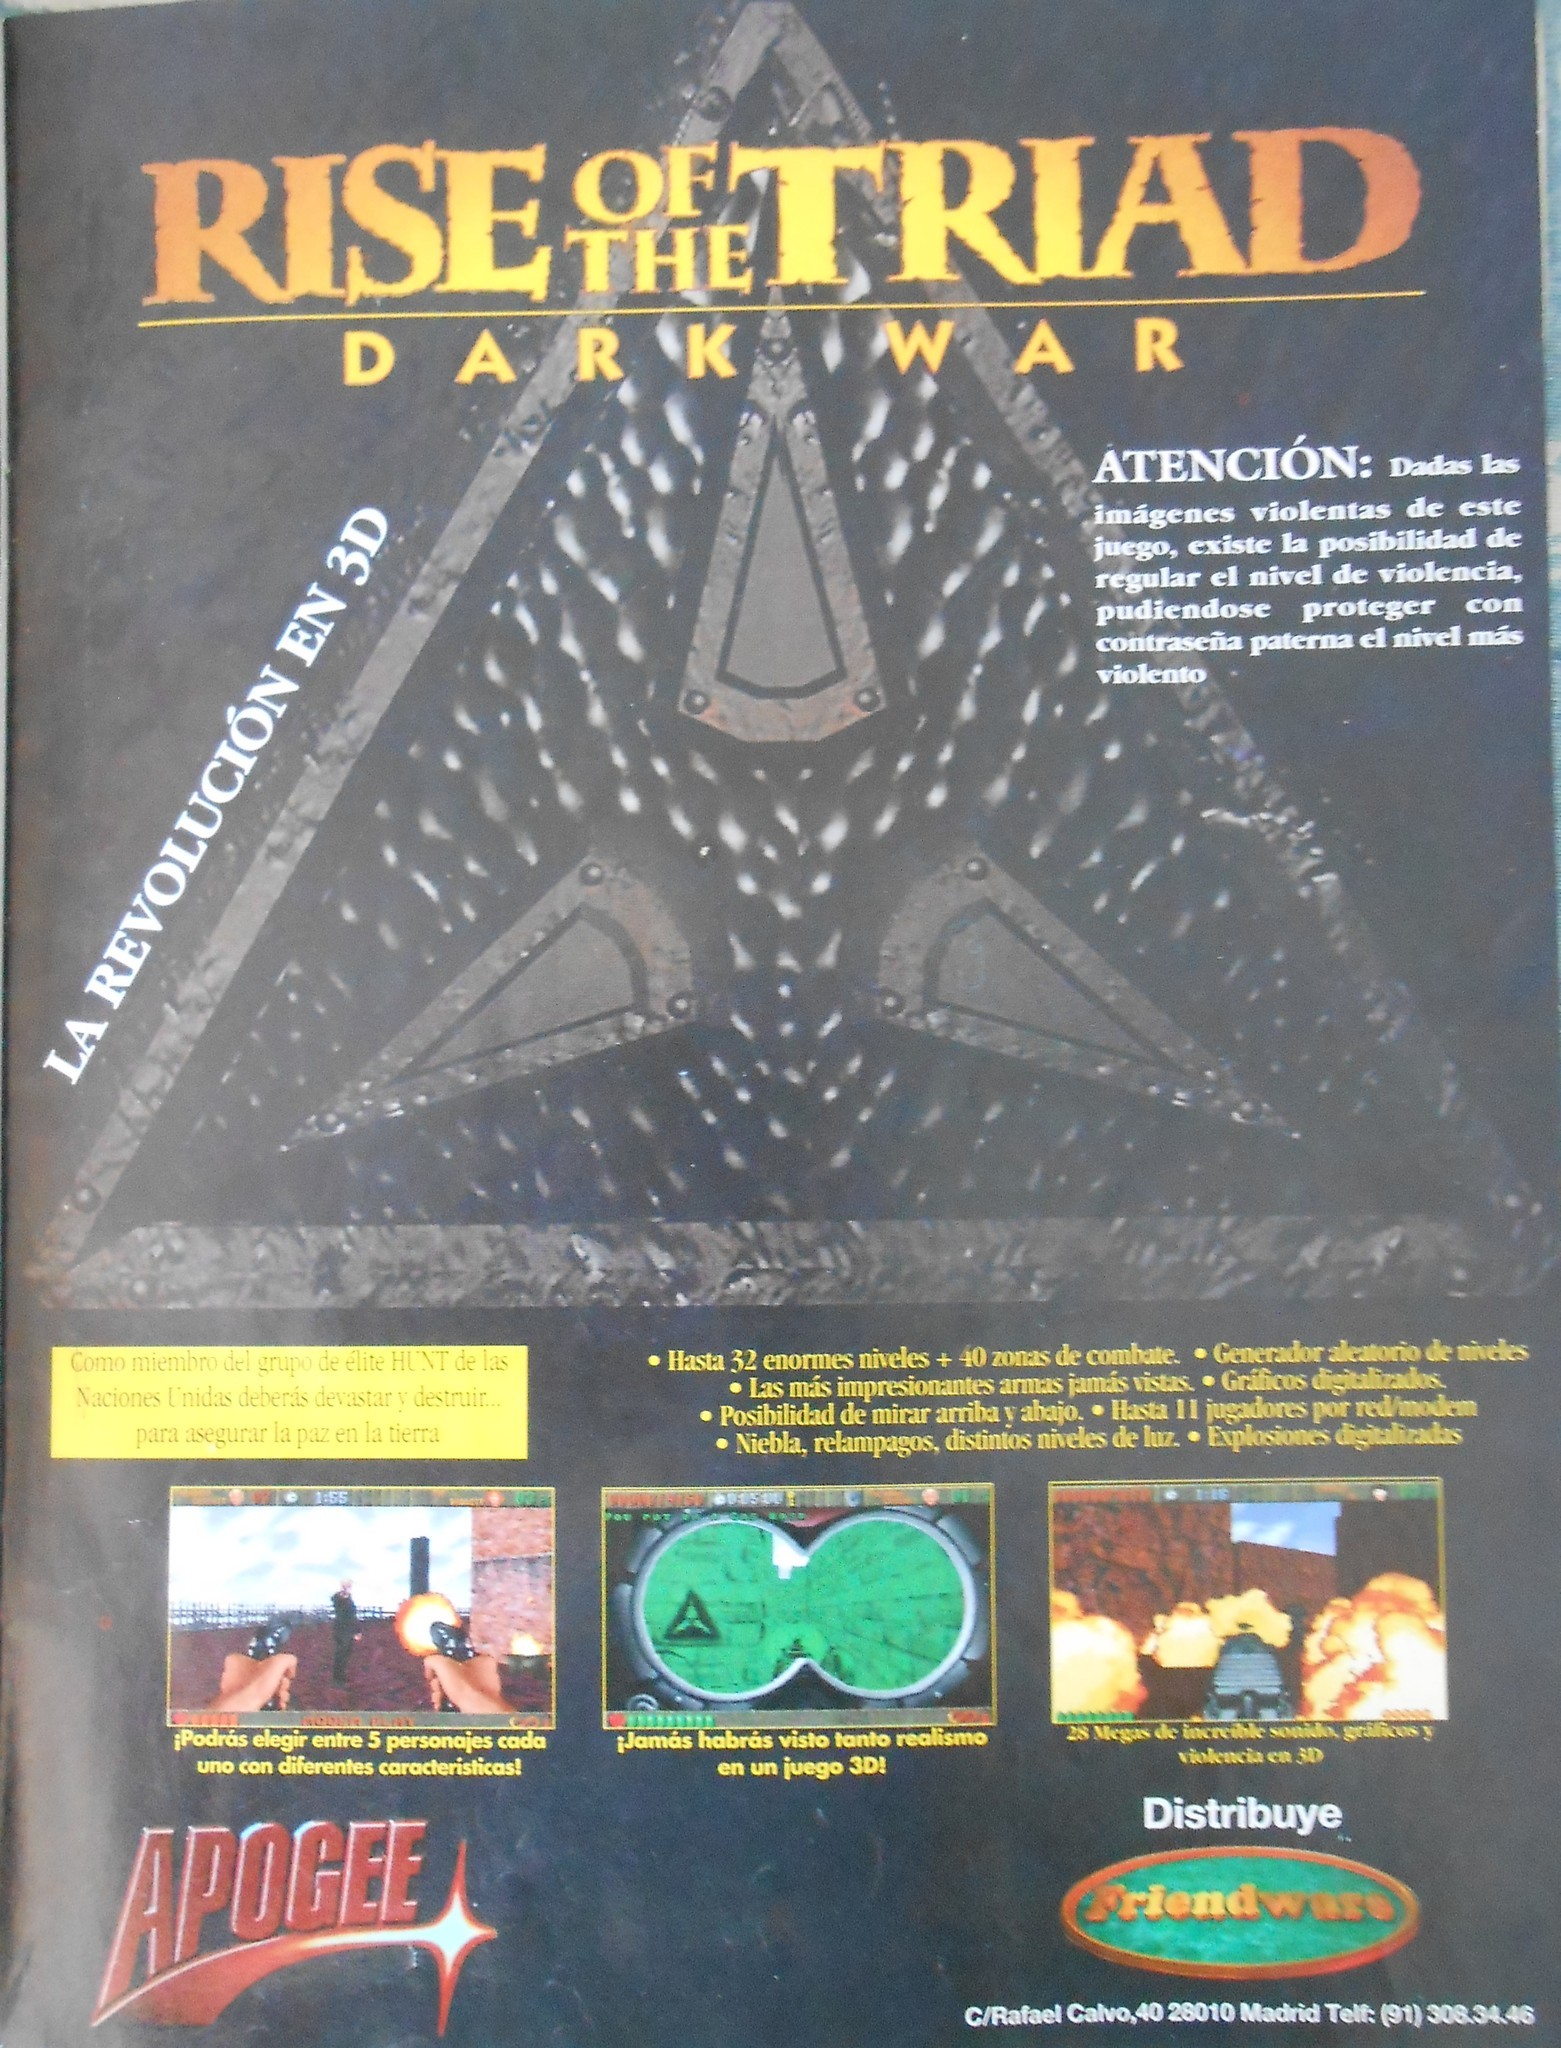 RISE OF THE TRIAD
DARK WAR
LA REVOLUCIÓN EN 3D
ATENCIÓN: Dadas las
imágenes violentas de este
juego, existe la posibilidad de
regular el nivel de violencia,
pudiendose proteger con
contraseña paterna el nivel más
violento
Como miembro del grupo de élite HUNT de las
Naciones Unidas deberás devastar y destruir...
para asegurar la paz en la tierra
• Hasta 32 enormes niveles + 40 zonas de combate. • Generador aleatorio de niveles
• Las más impresionantes armas jamás vistas. • Gráficos digitalizados.
• Posibilidad de mirar arriba y abajo. • Hasta 11 jugadores por red/modem
• Niebla, relampagos, distintos niveles de luz. • Explosiones digitalizadas
1:55
1:16
¡Podrás elegir entre 5 personajes cada
uno con diferentes caracteristicas!
¡Jamás habrás visto tanto realismo
en un juego 3D!
28 Megas de increíble sonido, gráficos y
violencia en 3D
APOGEE
Distribuye
Friendware
C/Rafael Calvo,40 28010 Madrid Telf: (91) 308.34.46